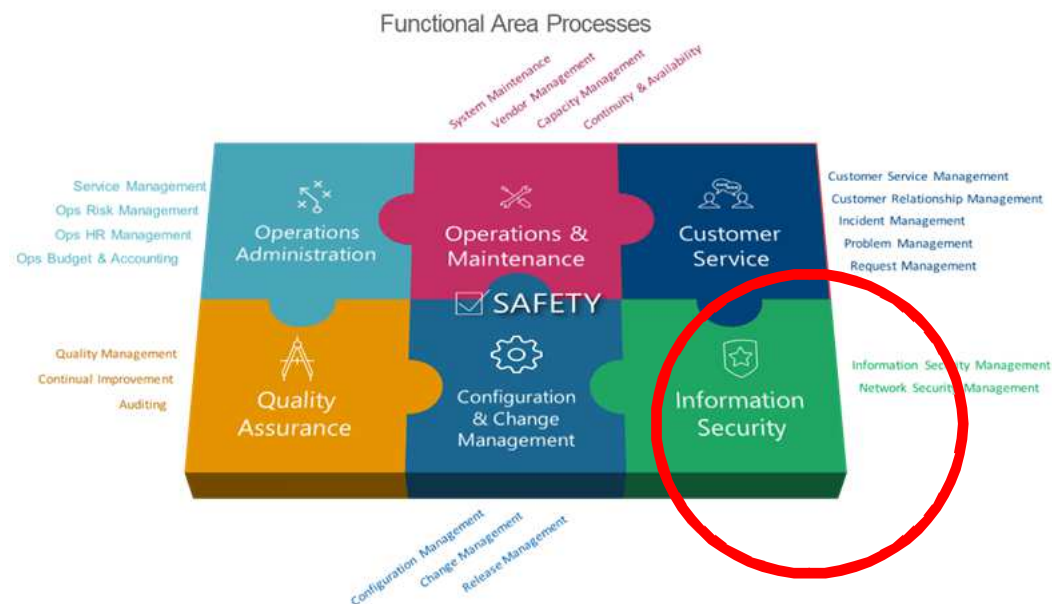 Functional Area Processes
System Maintenance
Vendor Management
Capacity Management
Continuity & Availability
Service Management
Ops Risk Management
Ops HR Management
Ops Budget & Accounting
Operations
Administration
Operations &
Maintenance
Customer
Service
Customer Service Management
Customer Relationship Management
Incident Management
Problem Management
Request Management
SAFETY
Quality Management
Continual Improvement
Auditing
Quality
Assurance
Configuration
& Change
Management
Information
Security
Information Security Management
Network Security Management
Configuration Management
Change Management
Release Management